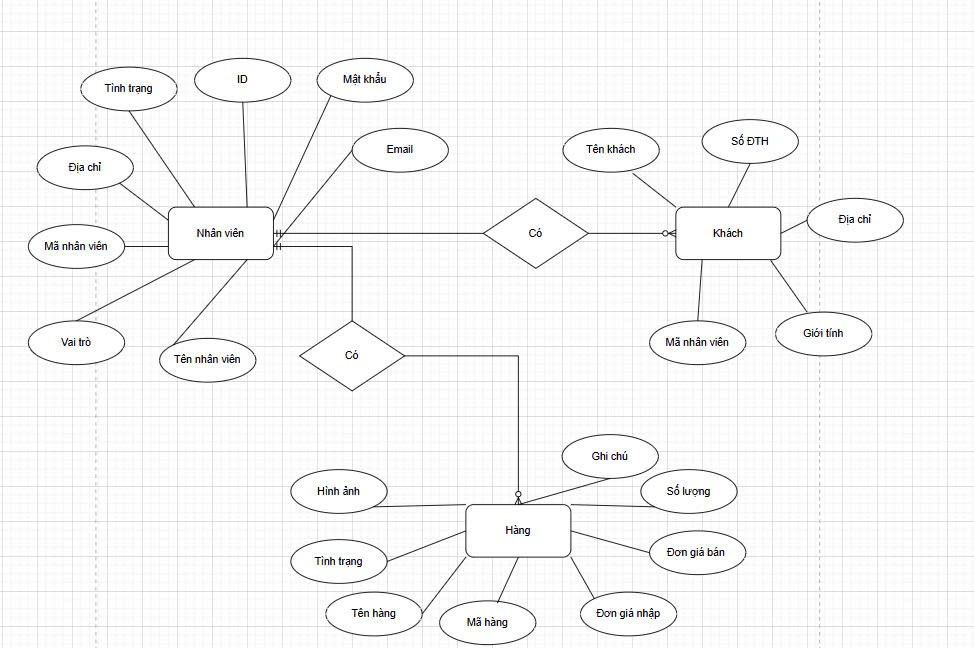 Tình trạng
ID
Mật khẩu
Email
Địa chỉ
Nhân viên
Mã nhân viên
Vai trò
Tên nhân viên
Có
Tên khách
Số ĐTH
Địa chỉ
Khách
Mã nhân viên
Giới tính
Có
Ghi chú
Hình ảnh
Số lượng
Hàng
Tình trạng
Đơn giá bán
Tên hàng
Mã hàng
Đơn giá nhập